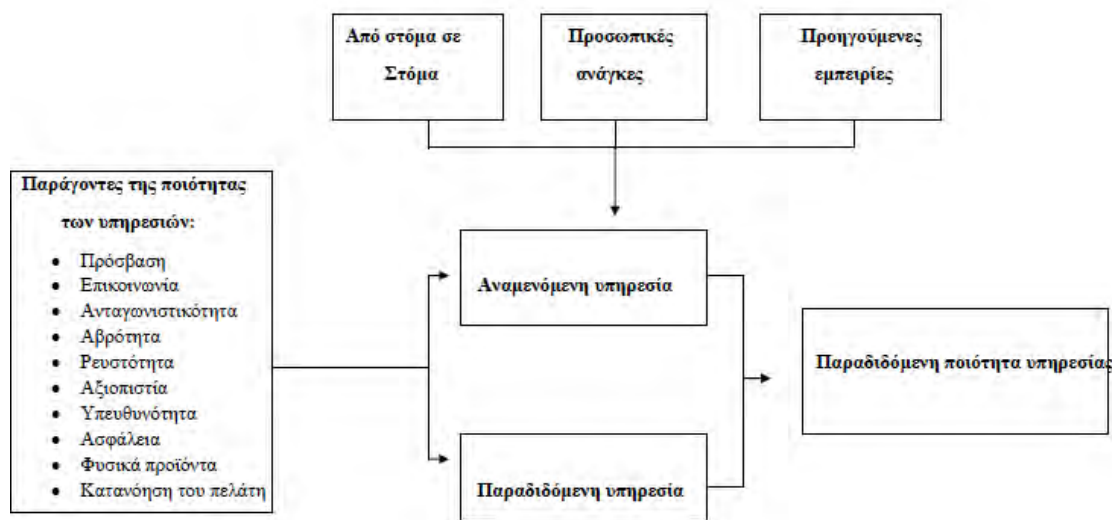 Από στόμα σε
Στόμα
Προσωπικές
ανάγκες
Προηγούμενες
εμπειρίες
Παράγοντες της ποιότητας
των υπηρεσιών:
• Πρόσβαση
• Επικοινωνία
• Ανταγωνιστικότητα
• Αβρότητα
• Ρευστότητα
• Αξιοπιστία
• Υπευθυνότητα
• Ασφάλεια
• Φυσικά προϊόντα
• Κατανόηση του πελάτη
Αναμενόμενη υπηρεσία
Παραδιδόμενη υπηρεσία
Παραδιδόμενη ποιότητα υπηρεσίας